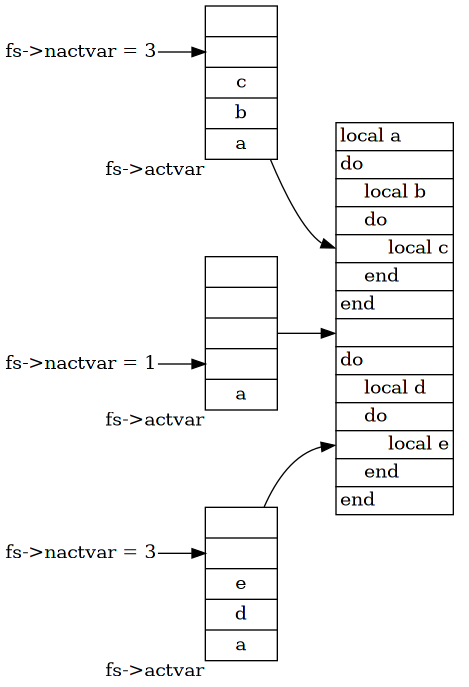 fs->nactvar = 3
c
b
a
fs->actvar
local a
do
local b
do
local c
end
end
do
local d
do
local e
end
end
fs->nactvar = 1
a
fs->actvar
fs->nactvar = 3
e
d
a
fs->actvar